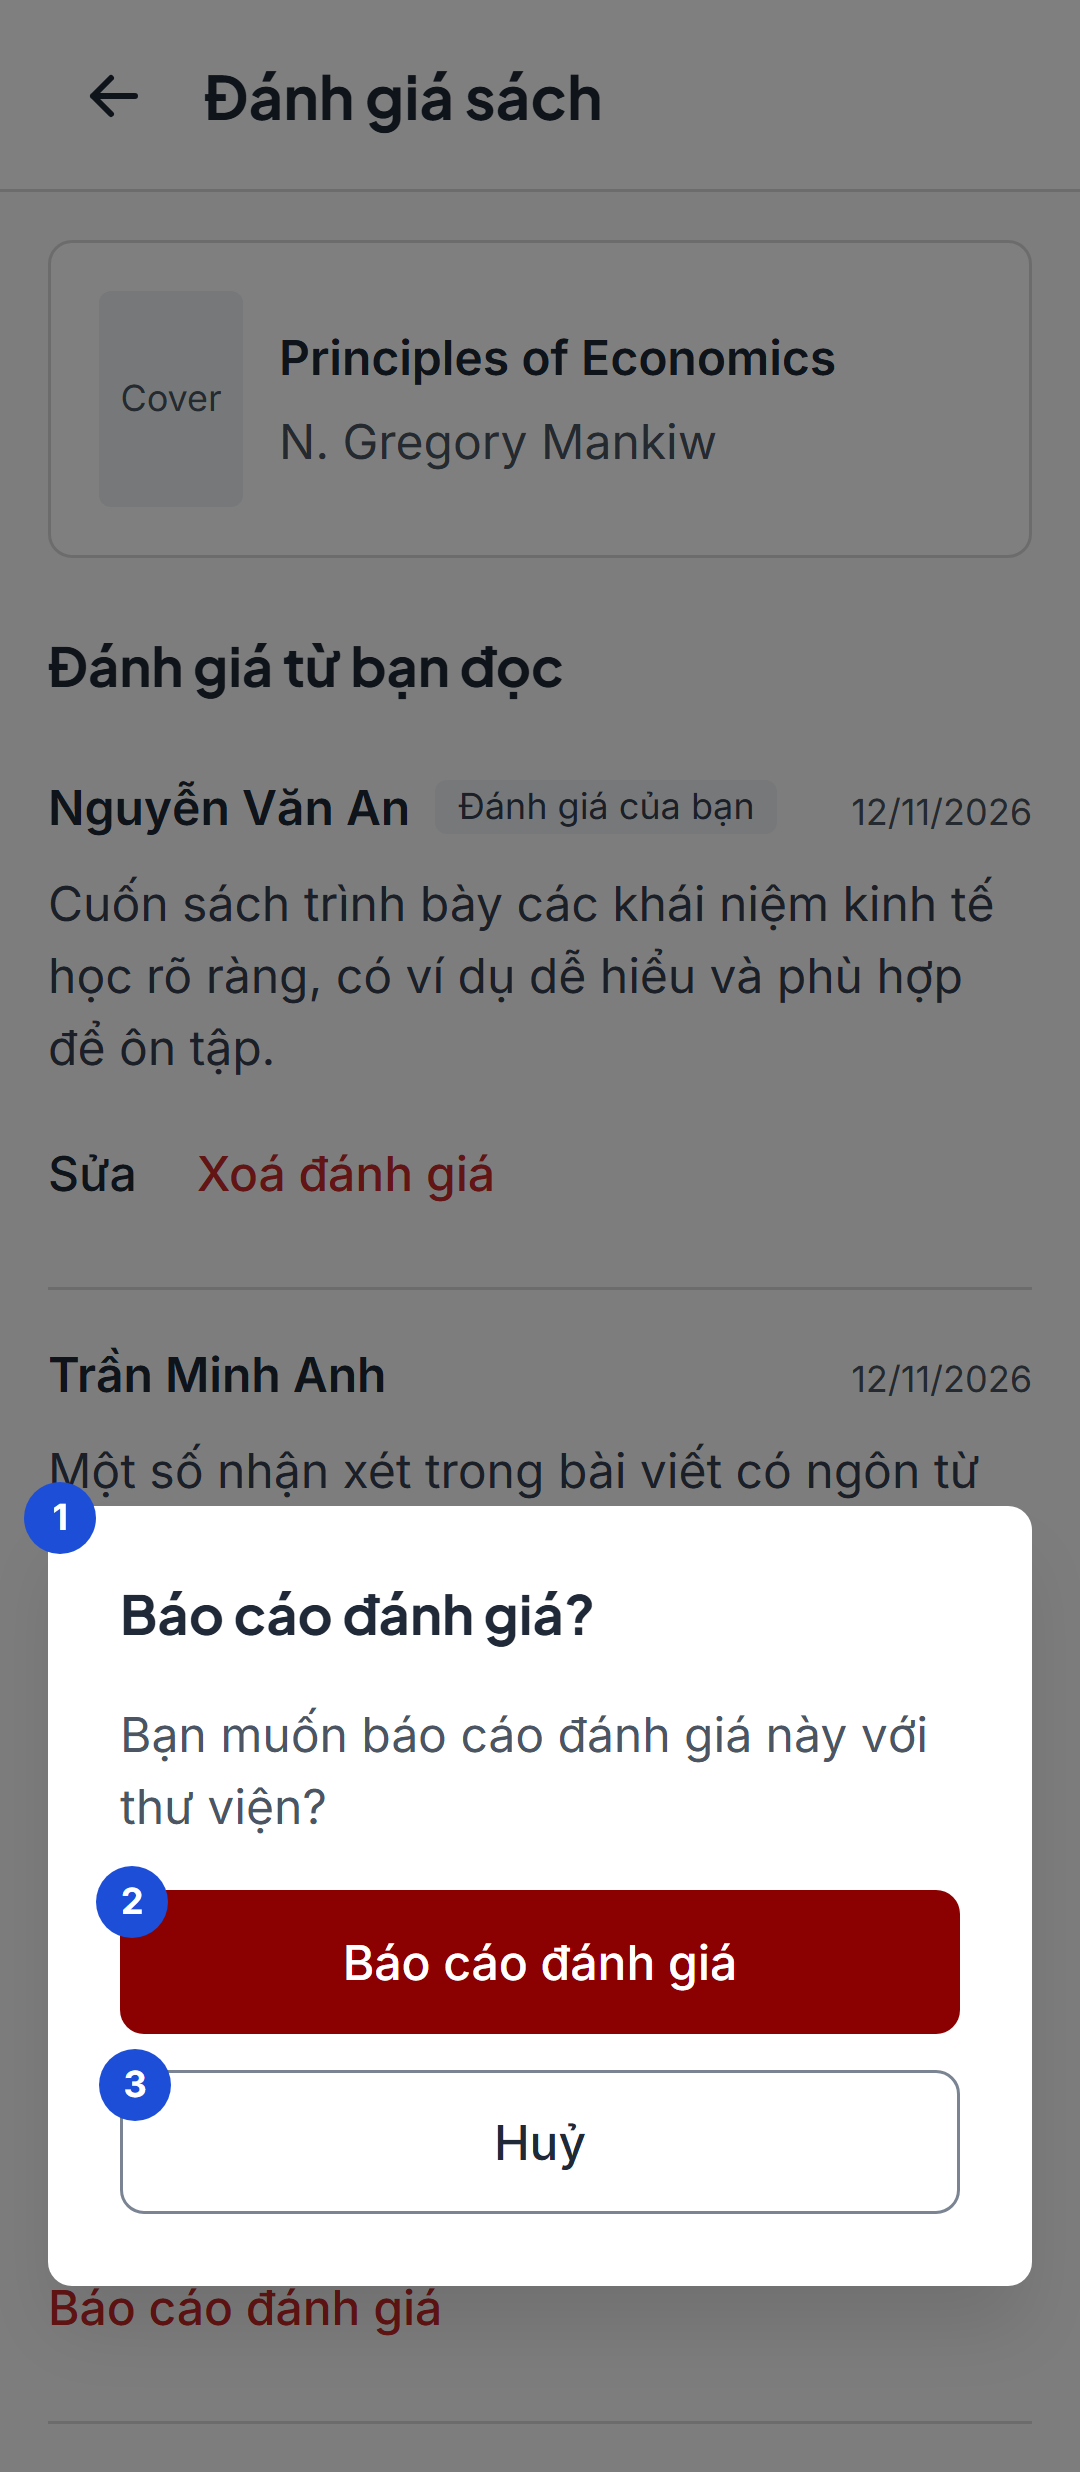 Đánh giá sách
Cover
Principles of Economics
N. Gregory Mankiw
Đánh giá từ bạn đọc
Nguyễn Văn An Đánh giá của bạn 12/11/2026
Cuốn sách trình bày các khái niệm kinh tế
học rõ ràng, có ví dụ dễ hiểu và phù hợp
để ôn tập.
Sửa Xoá đánh giá
Trần Minh Anh 12/11/2026
Một số nhận xét trong bài viết có ngôn từ
1
Báo cáo đánh giá?
Bạn muốn báo cáo đánh giá này với
thư viện?
2
Báo cáo đánh giá
3
Huỷ
Báo cáo đánh giá